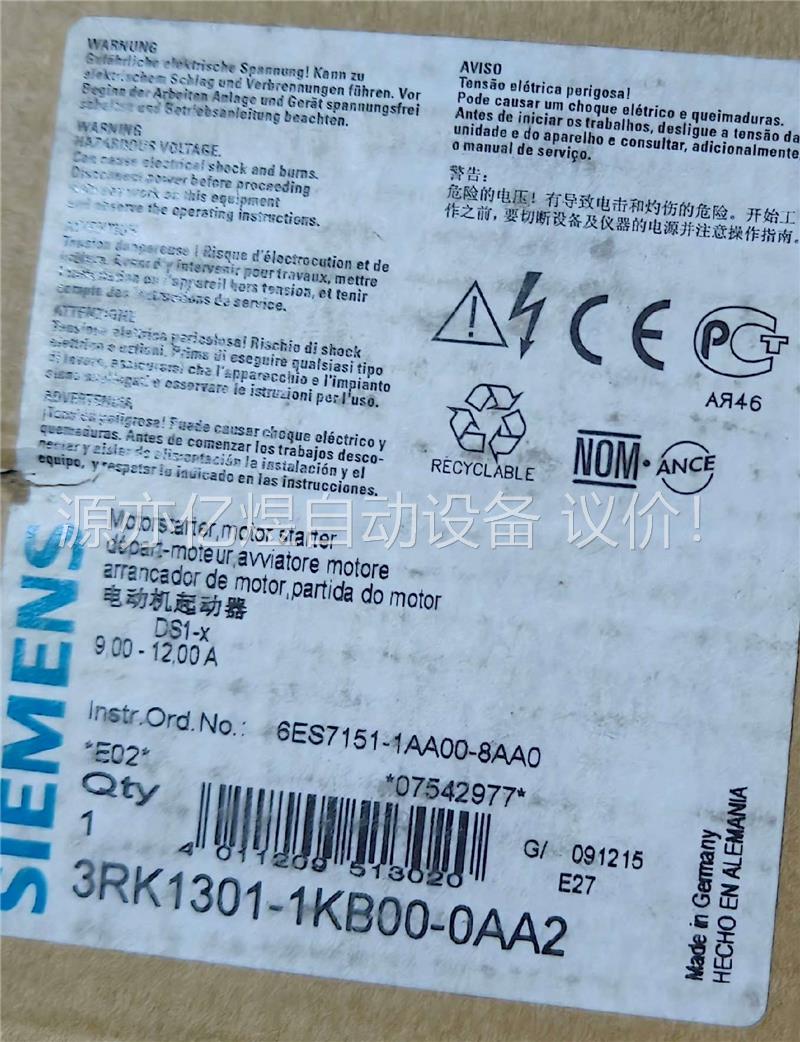 WARNUNG
Gefährliche elektrische Spannung! Kann zu
elektrischem Schlag und Verbrennungen führen. Vor
Beginn der Arbeiten Anlage und Gerät spannungsfrei
schalten und Betriebsanleitung beachten.
WARNING
HAZARDOUS VOLTAGE.
Can cause electrical shock and burns.
Disconnect power before proceeding
with any work on this equipment
and observe the operating instructions.
ATTENTION
Tension dangereuse ! Risque d'électrocution et de
Avant d'y intervenir pour travaux, mettre
l'installation ou l'appareil hors tension, et tenir
compte des instructions de service.
ATTENZIONE
Tensione elettrica pericolosa! Rischio di shock
elettrico e ustioni. Prima di eseguire qualsiasi tipo
di lavoro, assicurarsi che l'apparecchio e l'impianto
siano e osservare le istruzioni per l'uso.
ADVERTENCIA
¡Tensión peligrosa! Puede causar choque eléctrico y
quemaduras. Antes de comenzar los trabajos desco-
nectar y aislar de alimentación la instalación y el
equipo, y respetar lo indicado en las instrucciones.
AVISO
Tensão elétrica perigosa!
Pode causar um choque elétrico e queimaduras.
Antes de iniciar os trabalhos, desligue a tensão da
unidade e do aparelho e consultar, adicionalmente
o manual de serviço.
警告:
危险的电压! 有导致电击和灼伤的危险。开始工
作之前,要切断设备及仪器的电源并注意操作指南。
CE
РСТ
АЯ46
RECYCLABLE
NOM·ANCE
源亦亿煜自动设备 议价!
SIEMENS
Motorstarter,motor starter
départ-moteur,avviatore motore
arrancador de motor,partida do motor
电动机起动器
DS1-x
9,00 - 12,00 A
Instr.Ord.No.: 6ES7151-1AA00-8AA0
*E02* *07542977*
Qty
1
4 011209 513020
G/ 091215
E27
3RK1301-1KB00-0AA2
Made in Germany
HECHO EN ALEMANIA